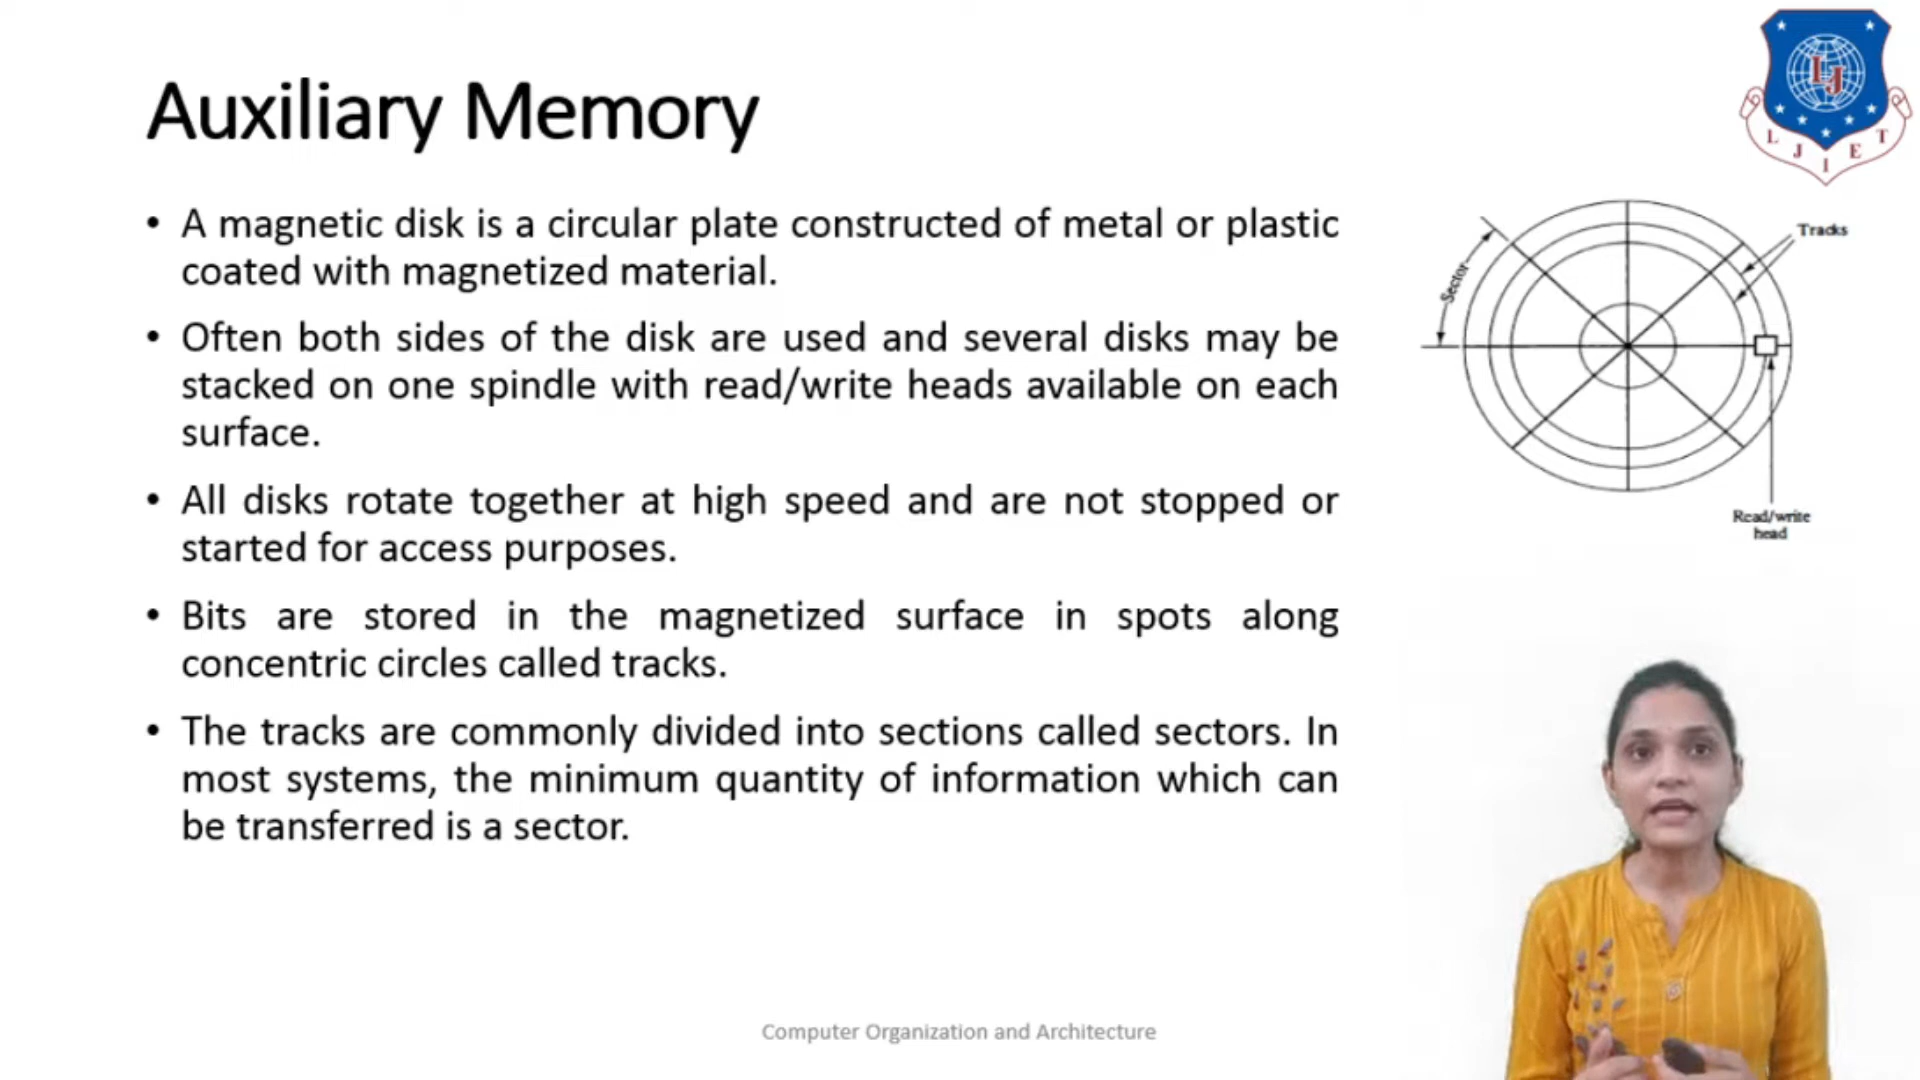 Auxiliary Memory
• A magnetic disk is a circular plate constructed of metal or plastic
coated with magnetized material.
• Often both sides of the disk are used and several disks may be
stacked on one spindle with read/write heads available on each
surface.
• All disks rotate together at high speed and are not stopped or
started for access purposes.
• Bits are stored in the magnetized surface in spots along
concentric circles called tracks.
• The tracks are commonly divided into sections called sectors. In
most systems, the minimum quantity of information which can
be transferred is a sector.
LJ
L J I E T
Tracks
Sector
Read/write
head
Computer Organization and Architecture